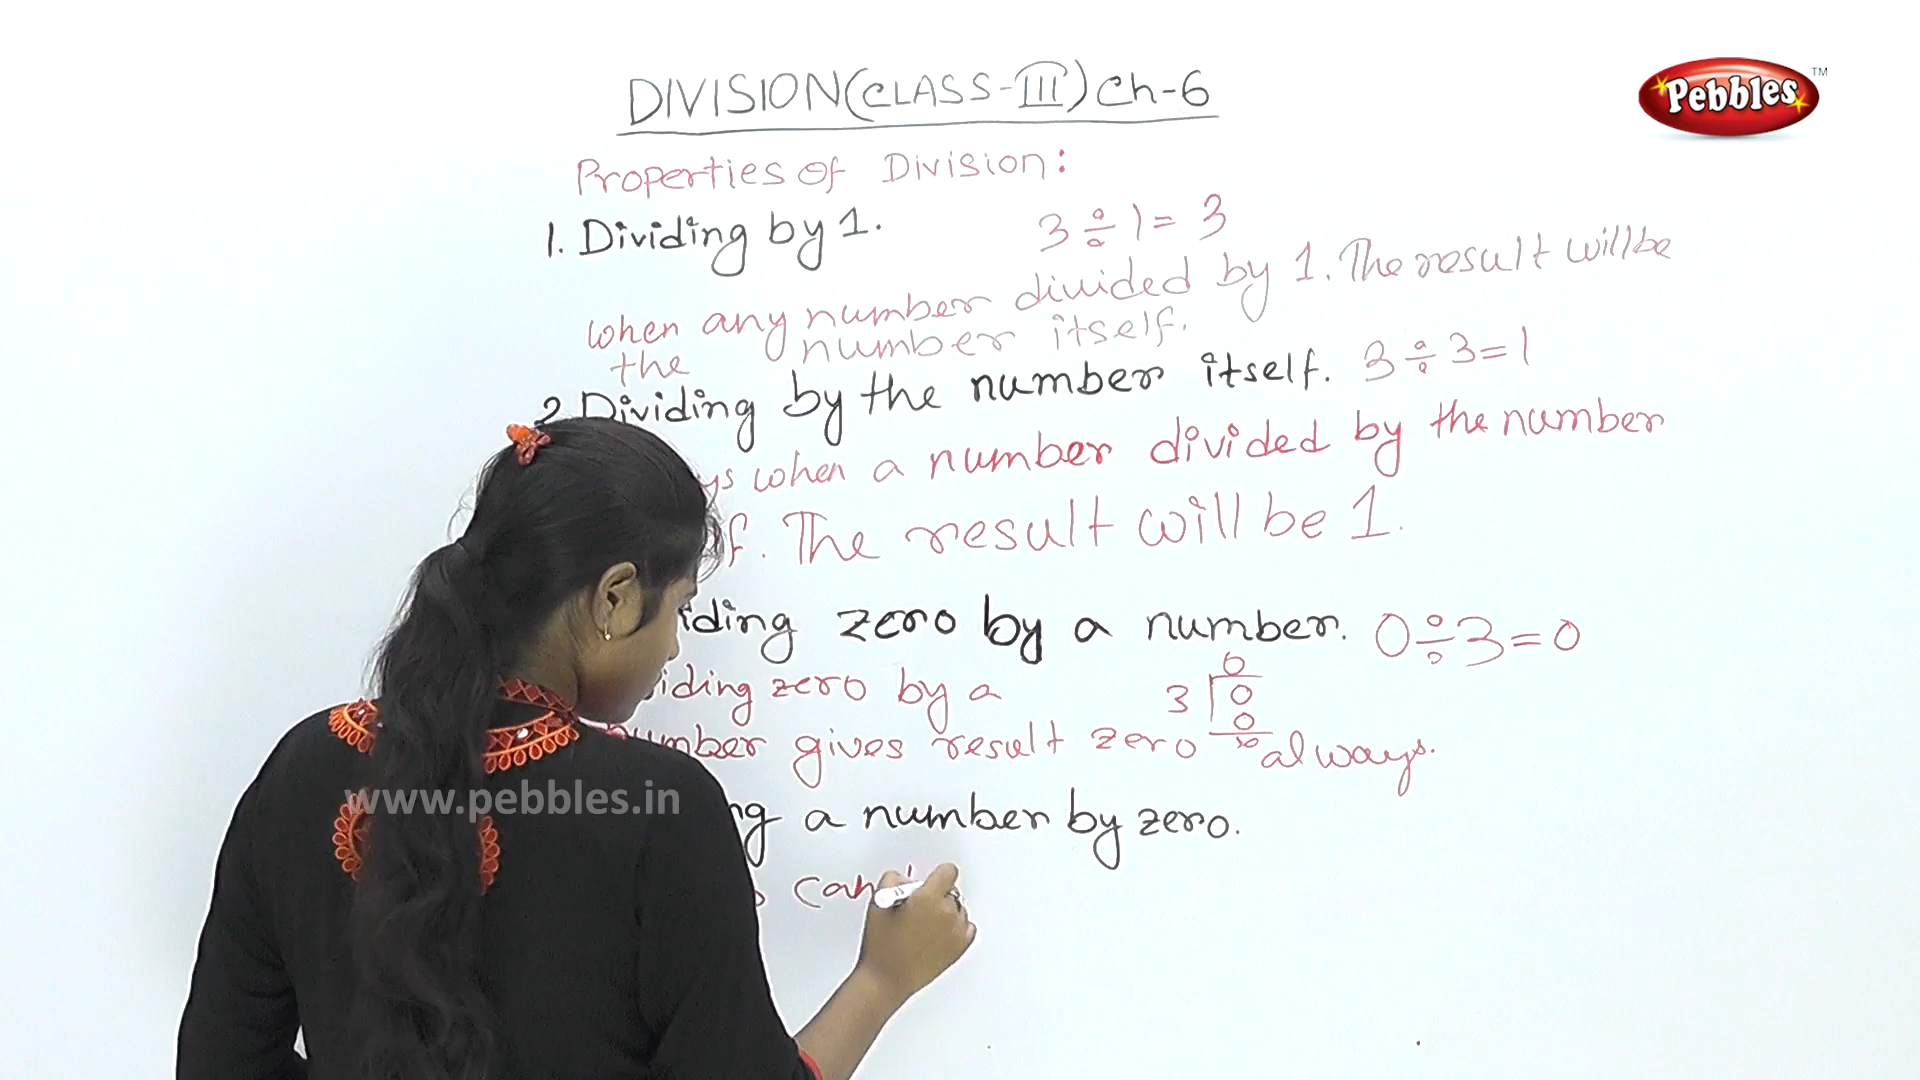 DIVISION(CLASS-III) Ch-6
Pebbles TM
Properties of Division:
1. Dividing by 1. 3 ÷ 1 = 3
when any number divided by 1. The result will be
the number itself.
2 Dividing by the number itself. 3 ÷ 3 = 1
when a number divided by the number
The result will be 1.
zero by a number. 0 ÷ 3 = 0
zero by a
0
3 0
0
0
gives result zero always.
a number by zero.
www.pebbles.in